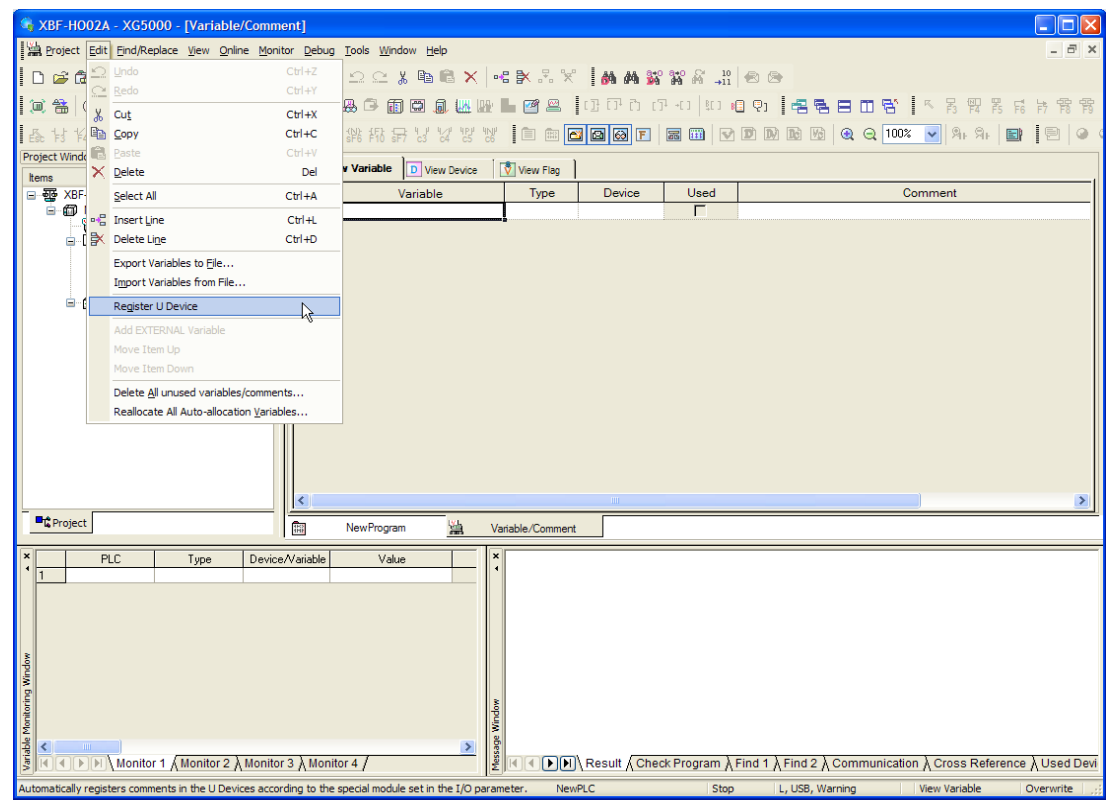 XBF-HO02A - XG5000 - [Variable/Comment]
Project Edit Find/Replace View Online Monitor Debug Tools Window Help
Undo Ctrl+Z
Redo Ctrl+Y
Cut Ctrl+X
Copy Ctrl+C
Paste Ctrl+V
Delete Del
Select All Ctrl+A
Insert Line Ctrl+L
Delete Line Ctrl+D
Export Variables to File...
Import Variables from File...
Register U Device
Add EXTERNAL Variable
Move Item Up
Move Item Down
Delete All unused variables/comments...
Reallocate All Auto-allocation Variables...
100%
Project Windo
Items
XBF-
w Variable View Device View Flag
Variable Type Device Used Comment
Project
NewProgram Variable/Comment
PLC Type Device/Variable Value
1
Variable Monitoring Window
Message Window
Monitor 1 Monitor 2 Monitor 3 Monitor 4
Result Check Program Find 1 Find 2 Communication Cross Reference Used Devi
Automatically registers comments in the U Devices according to the special module set in the I/O parameter. NewPLC Stop L, USB, Warning View Variable Overwrite